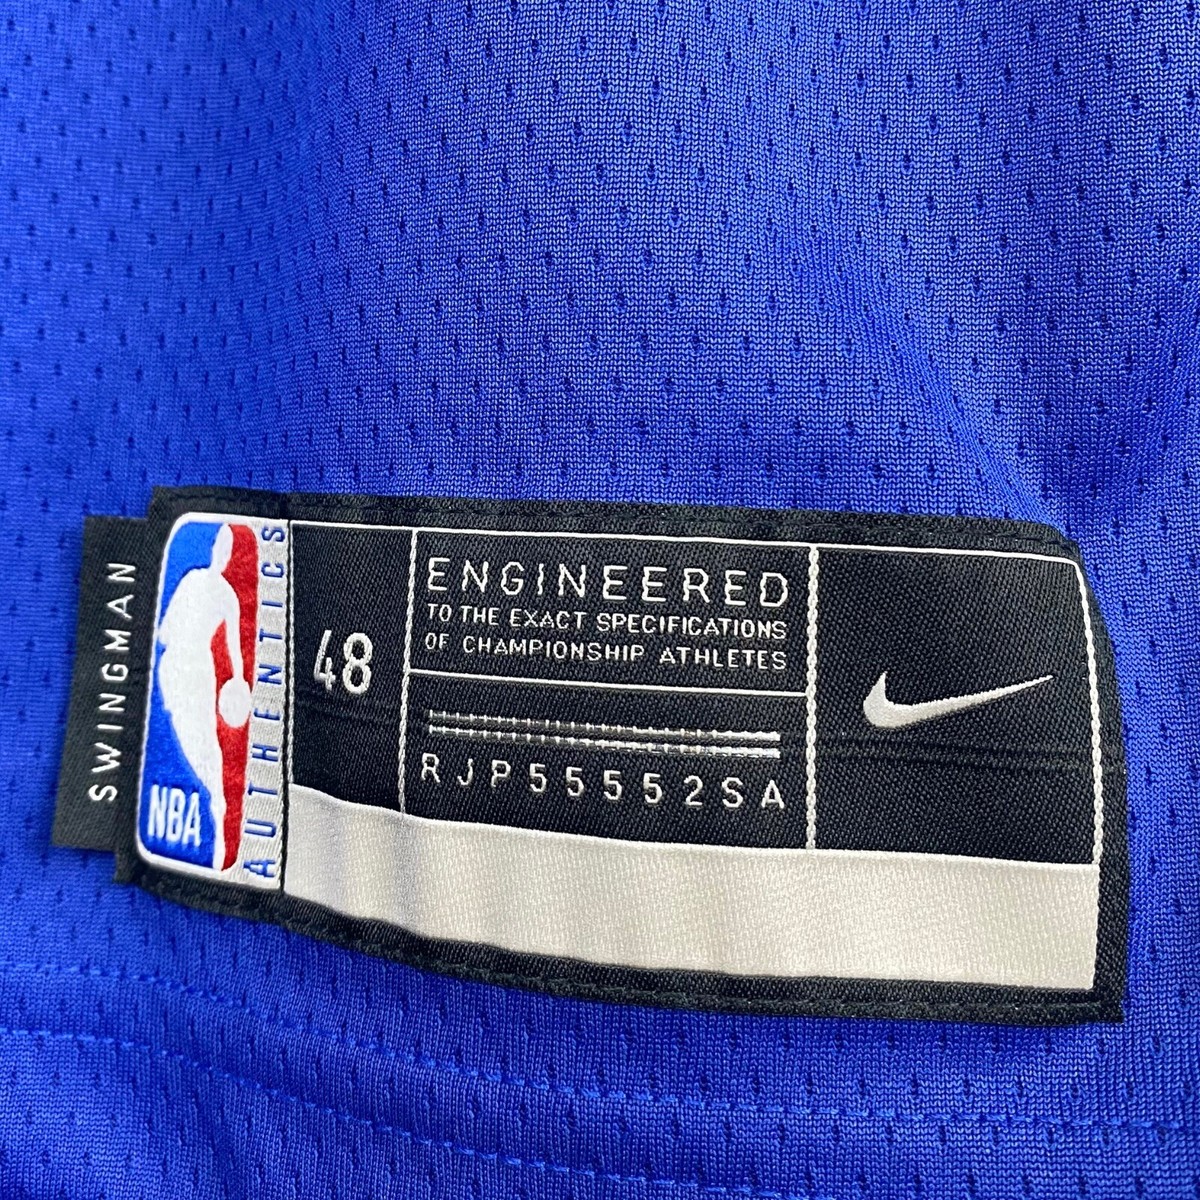 SWINGMAN
NBA
AUTHENTICS
48
ENGINEERED
TO THE EXACT SPECIFICATIONS
OF CHAMPIONSHIP ATHLETES
RJP55552SA